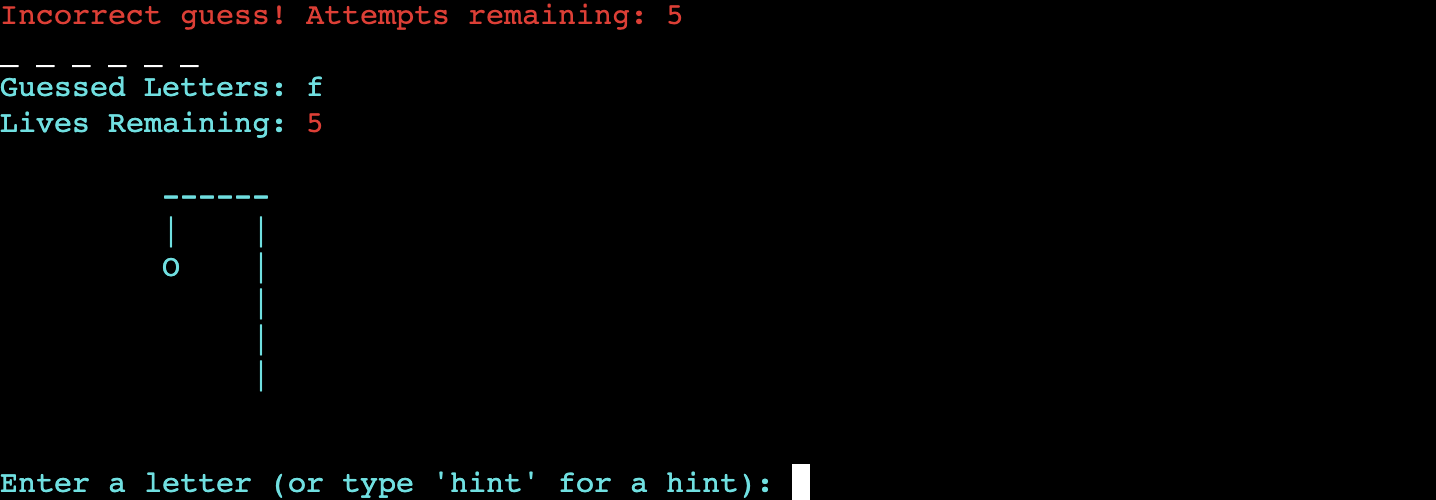 Incorrect guess! Attempts remaining: 5
_ _ _ _ _ _
Guessed Letters: f
Lives Remaining: 5
------
|    |
o    |
|
|
|
Enter a letter (or type 'hint' for a hint):